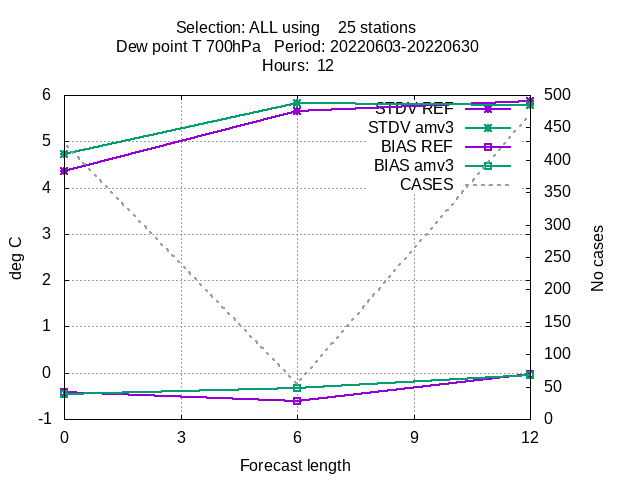 Selection: ALL using    25 stations
Dew point T 700hPa   Period: 20220603-20220630
Hours:  12
6
5
4
3
2
1
0
-1
500
450
400
350
300
250
200
150
100
50
0
STDV REF
STDV amv3
BIAS REF
BIAS amv3
CASES
deg C
No cases
0 3 6 9 12
Forecast length